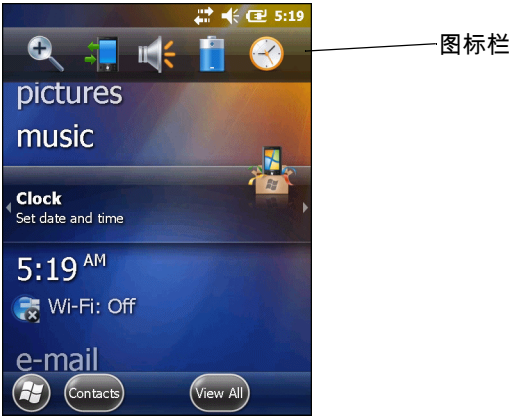 5:19
图标栏
pictures
music
Clock
Set date and time
5:19 AM
Wi-Fi: Off
e-mail
Contacts
View All